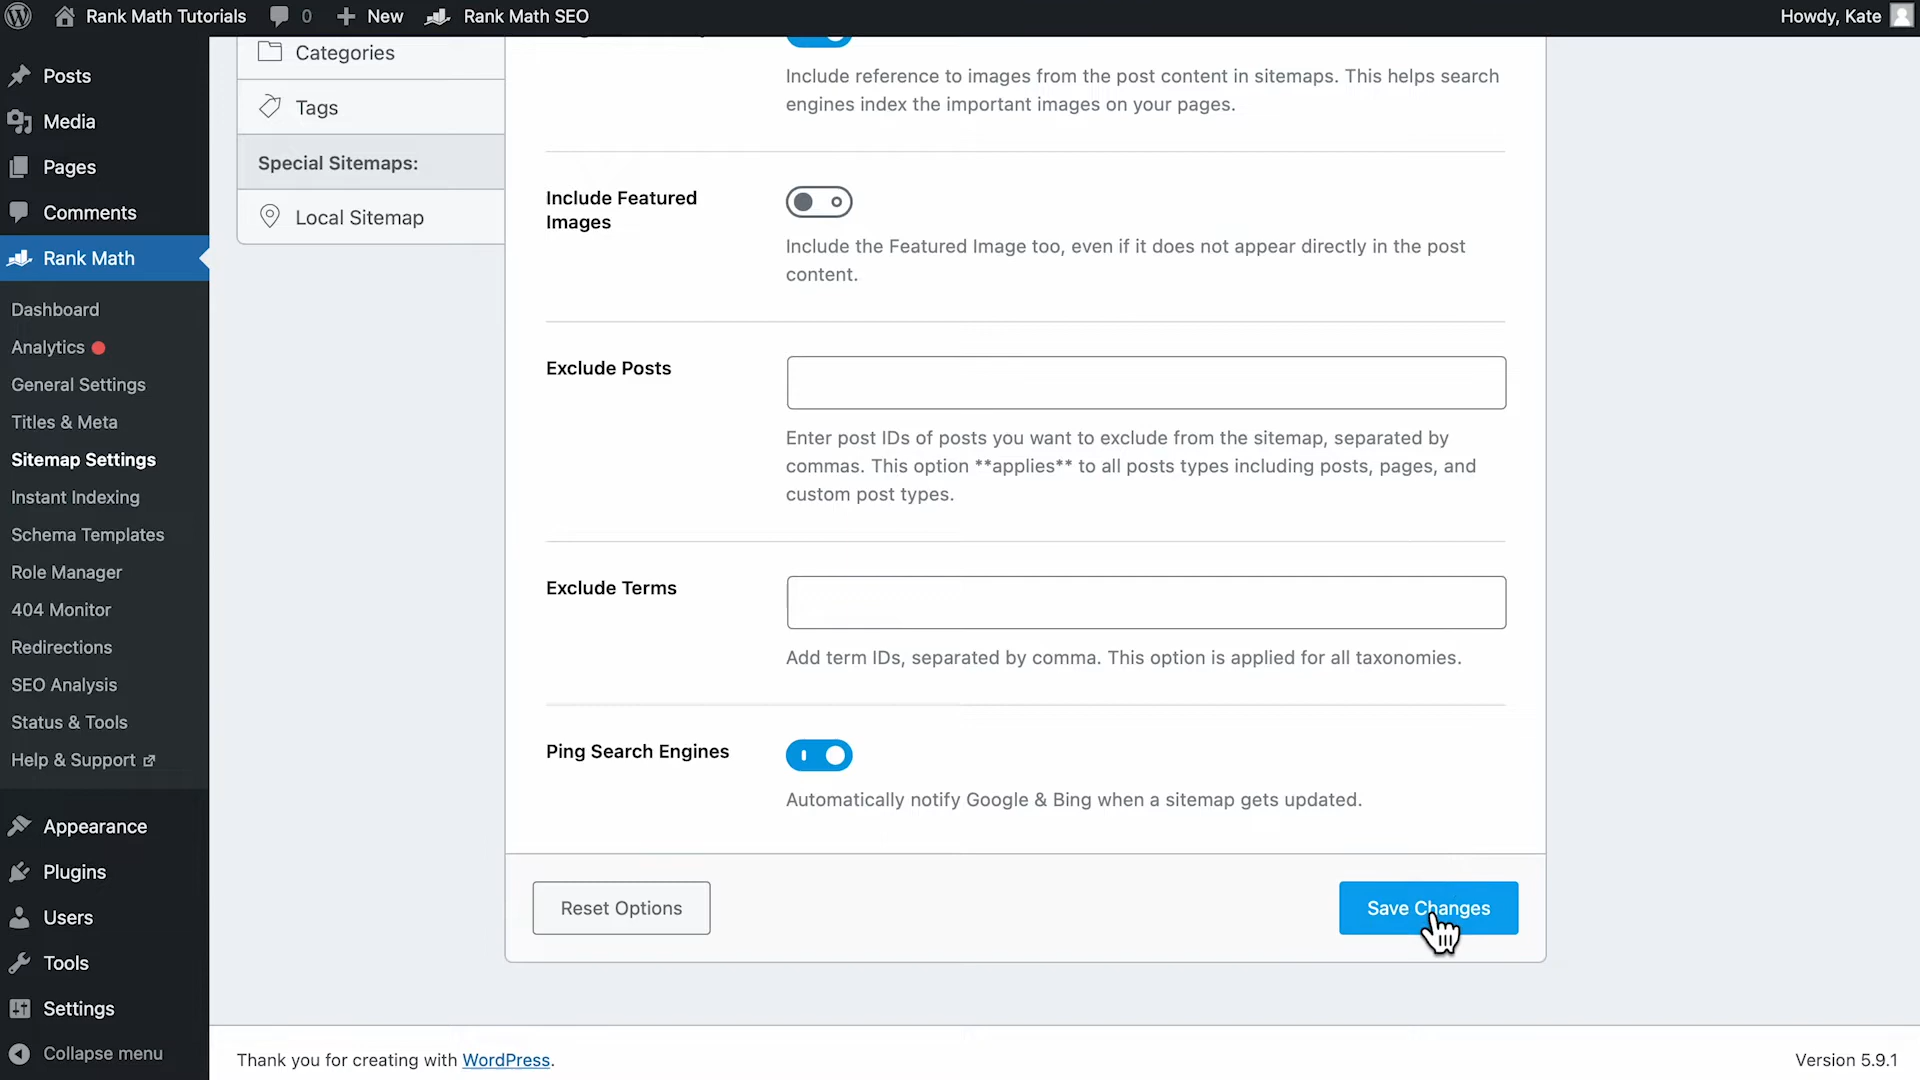 Rank Math Tutorials
0
New
Rank Math SEO
Howdy, Kate
Posts
Media
Pages
Comments
Rank Math
Dashboard
Analytics
General Settings
Titles & Meta
Sitemap Settings
Instant Indexing
Schema Templates
Role Manager
404 Monitor
Redirections
SEO Analysis
Status & Tools
Help & Support
Appearance
Plugins
Users
Tools
Settings
Collapse menu
Categories
Tags
Special Sitemaps:
Local Sitemap
Include reference to images from the post content in sitemaps. This helps search
engines index the important images on your pages.
Include Featured
Images
Include the Featured Image too, even if it does not appear directly in the post
content.
Exclude Posts
Enter post IDs of posts you want to exclude from the sitemap, separated by
commas. This option **applies** to all posts types including posts, pages, and
custom post types.
Exclude Terms
Add term IDs, separated by comma. This option is applied for all taxonomies.
Ping Search Engines
Automatically notify Google & Bing when a sitemap gets updated.
Reset Options
Save Changes
Thank you for creating with WordPress.
Version 5.9.1